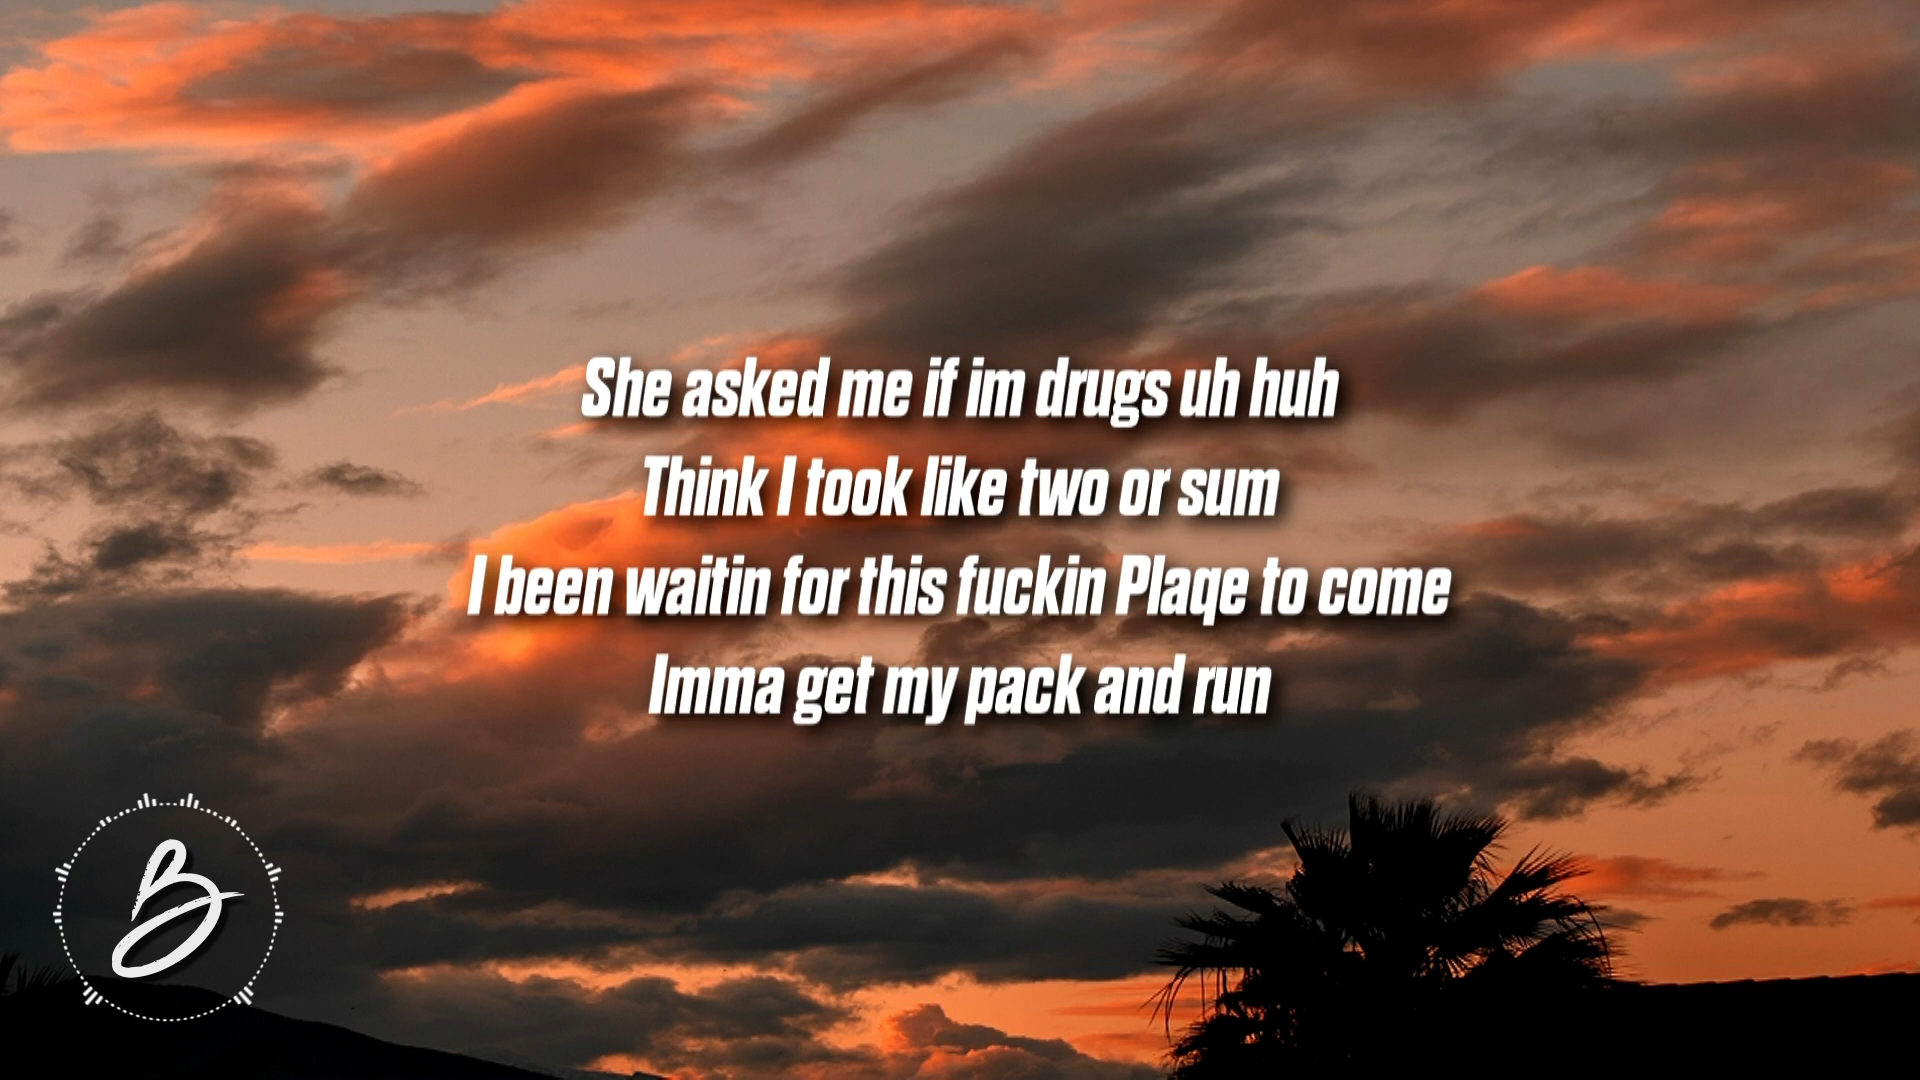 She asked me if im drugs uh huh
Think I took like two or sum
I been waitin for this fuckin Plaqe to come
Imma get my pack and run
B